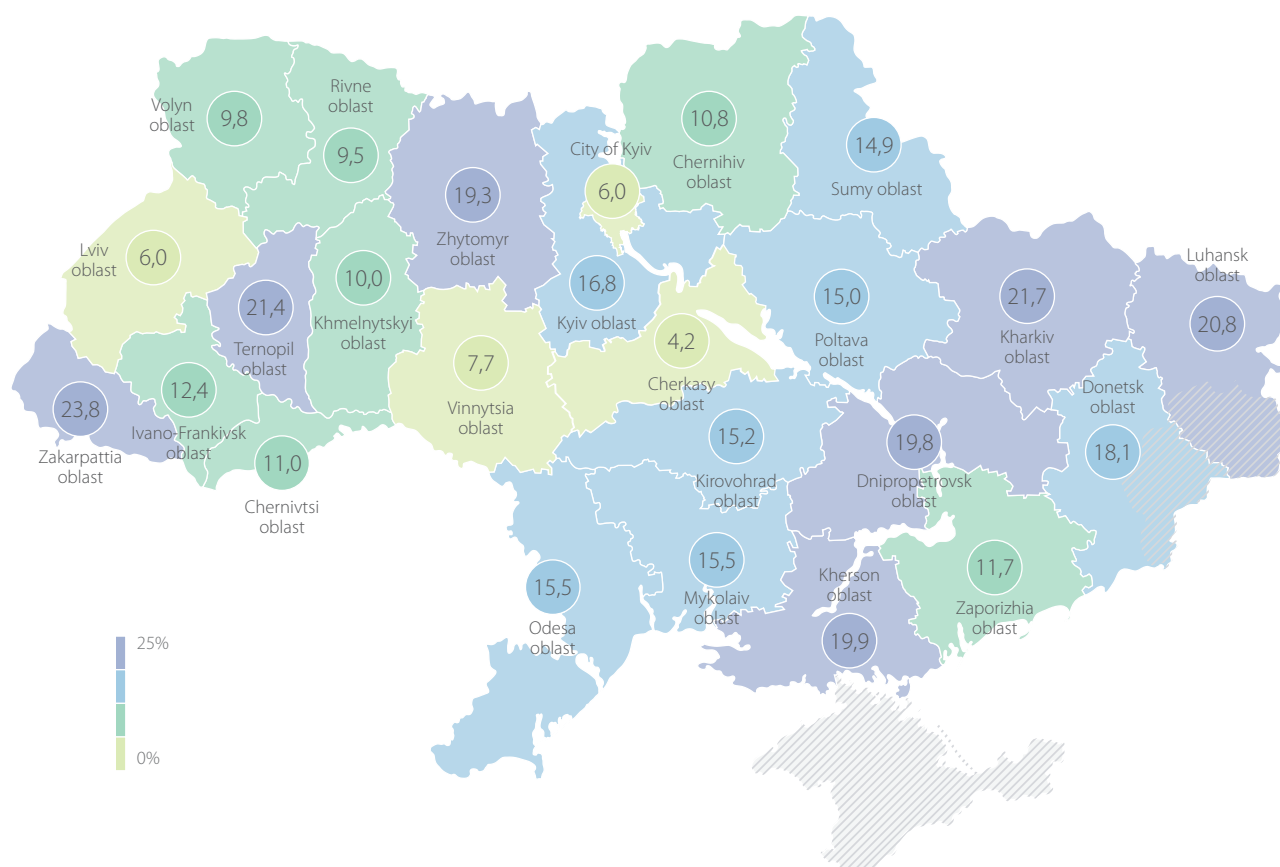 Volyn
oblast
9,8
Rivne
oblast
9,5
19,3
Zhytomyr
oblast
City of Kyiv
6,0
10,8
Chernihiv
oblast
14,9
Sumy oblast
Lviv
oblast
6,0
21,4
Ternopil
oblast
10,0
Khmelnytskyi
oblast
16,8
Kyiv oblast
15,0
Poltava
oblast
21,7
Kharkiv
oblast
Luhansk
oblast
20,8
23,8
Zakarpattia
oblast
12,4
Ivano-Frankivsk
oblast
11,0
Chernivtsi
oblast
7,7
Vinnytsia
oblast
4,2
Cherkasy
oblast
15,2
Kirovohrad
oblast
19,8
Dnipropetrovsk
oblast
Donetsk
oblast
18,1
15,5
Odesa
oblast
15,5
Mykolaiv
oblast
Kherson
oblast
19,9
11,7
Zaporizhia
oblast
25%
0%